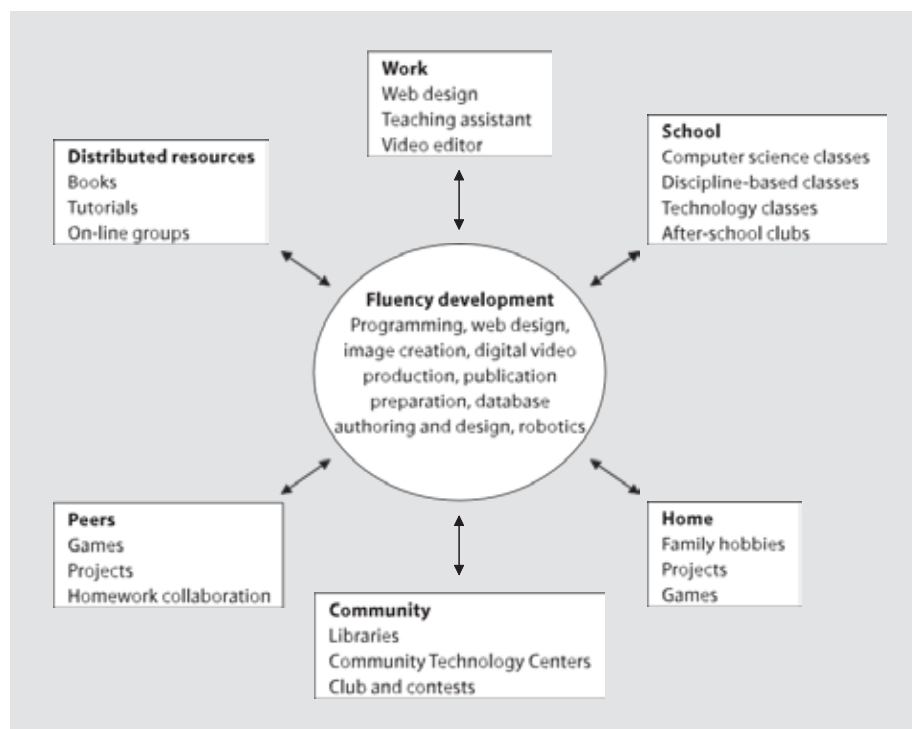 Work
Web design
Teaching assistant
Video editor
Distributed resources
Books
Tutorials
On-line groups
School
Computer science classes
Discipline-based classes
Technology classes
After-school clubs
Fluency development
Programming, web design,
image creation, digital video
production, publication
preparation, database
authoring and design, robotics
Peers
Games
Projects
Homework collaboration
Community
Libraries
Community Technology Centers
Club and contests
Home
Family hobbies
Projects
Games